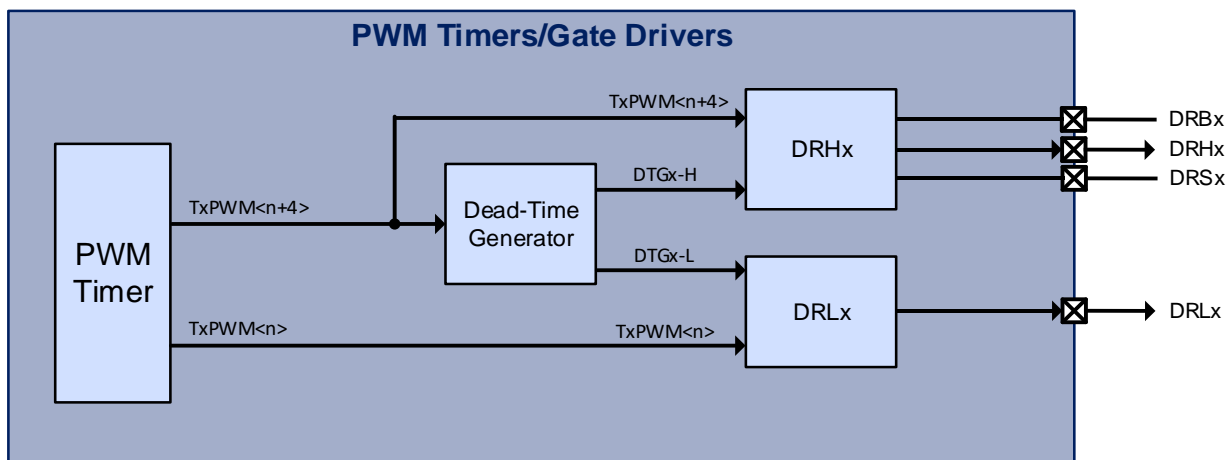 PWM Timers/Gate Drivers
TxPWM<n+4>
DRHx
DRBx
DRHx
DRSx
DTGx-H
TxPWM<n+4>
Dead-Time
Generator
PWM
Timer
DTGx-L
DRLx
DRLx
TxPWM<n>
TxPWM<n>